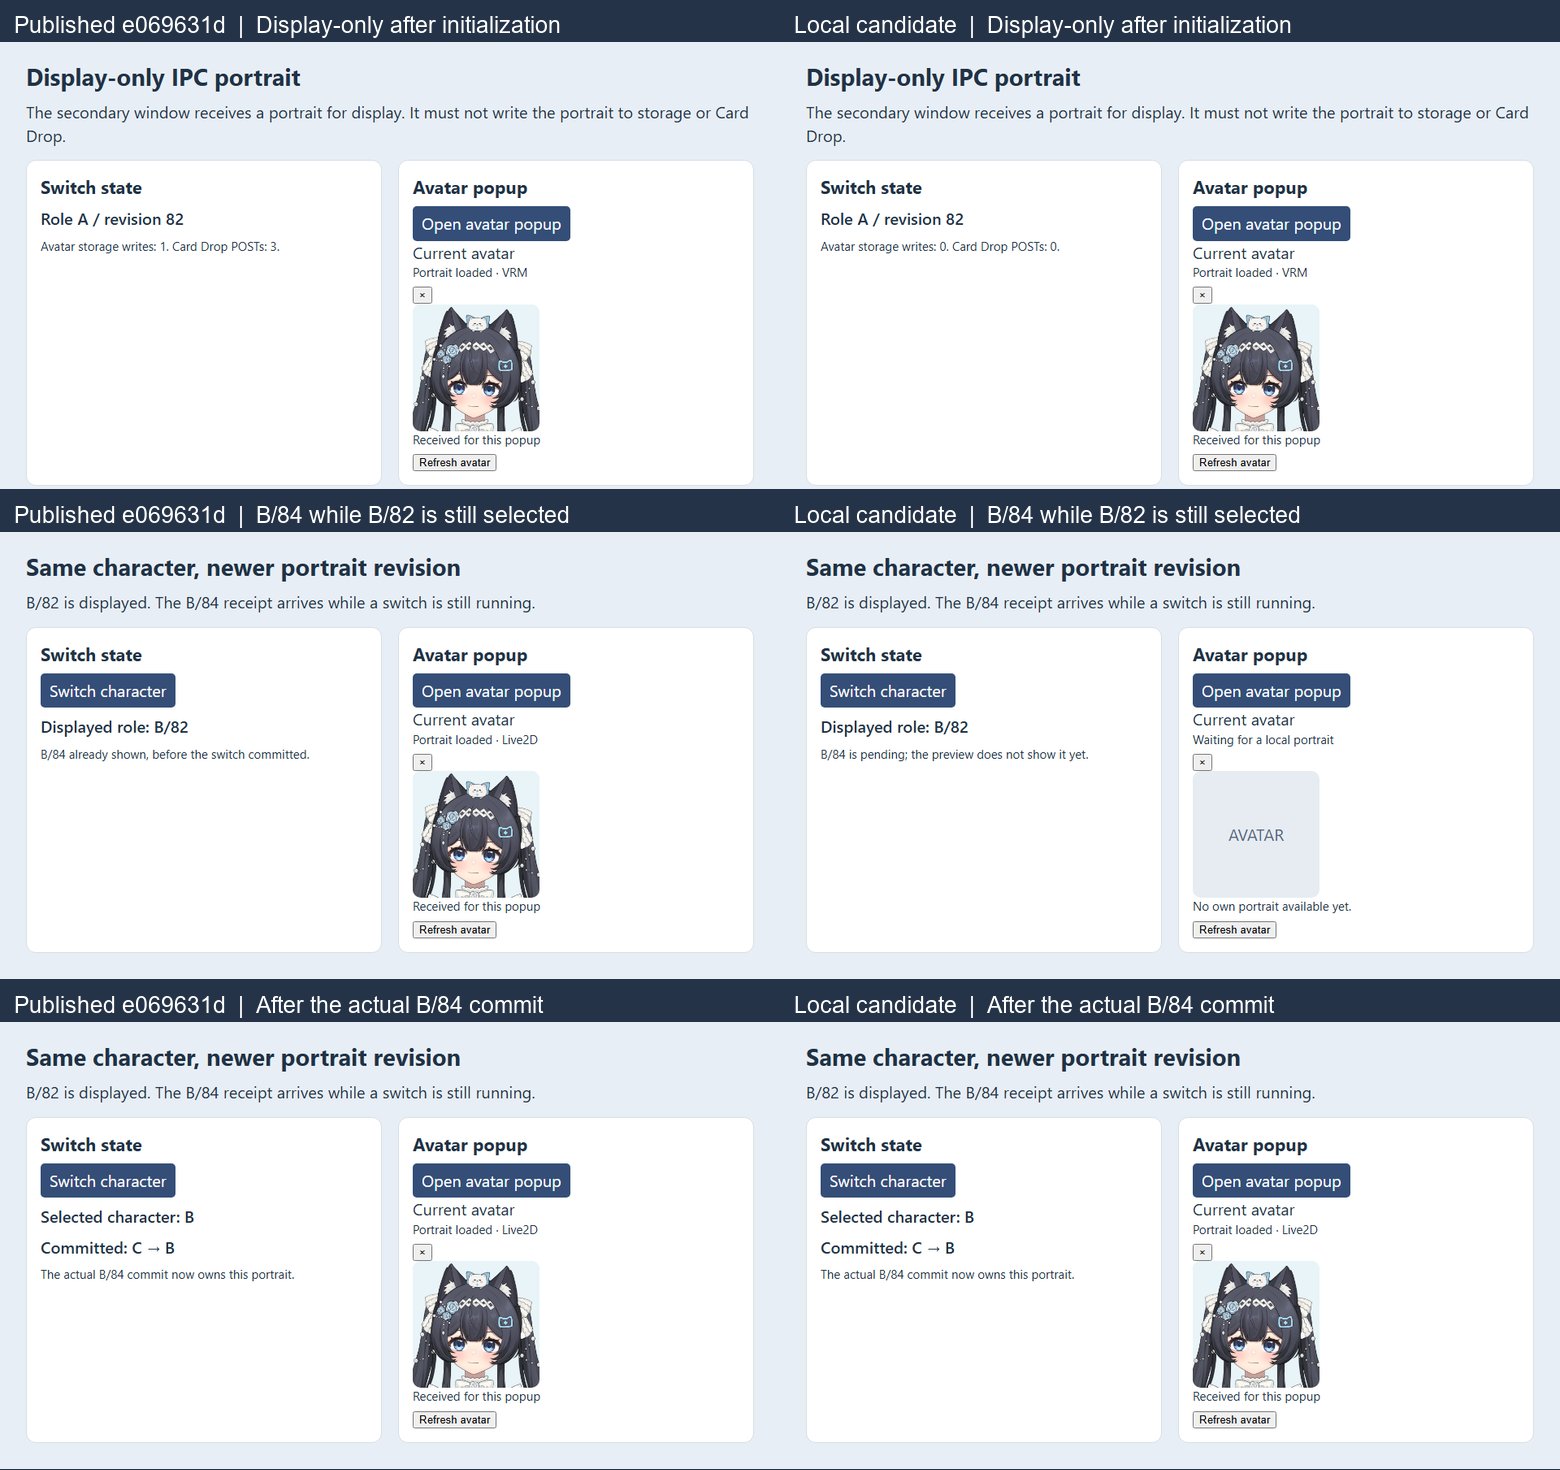 Published e069631d | Display-only after initialization
Display-only IPC portrait
The secondary window receives a portrait for display. It must not write the portrait to storage or Card
Drop.
Switch state
Role A / revision 82
Avatar storage writes: 1. Card Drop POSTs: 3.
Avatar popup
Open avatar popup
Current avatar
Portrait loaded · VRM
×
Received for this popup
Refresh avatar
Local candidate | Display-only after initialization
Display-only IPC portrait
The secondary window receives a portrait for display. It must not write the portrait to storage or Card
Drop.
Switch state
Role A / revision 82
Avatar storage writes: 0. Card Drop POSTs: 0.
Avatar popup
Open avatar popup
Current avatar
Portrait loaded · VRM
×
Received for this popup
Refresh avatar
Published e069631d | B/84 while B/82 is still selected
Same character, newer portrait revision
B/82 is displayed. The B/84 receipt arrives while a switch is still running.
Switch state
Switch character
Displayed role: B/82
B/84 already shown, before the switch committed.
Avatar popup
Open avatar popup
Current avatar
Portrait loaded · Live2D
×
Received for this popup
Refresh avatar
Local candidate | B/84 while B/82 is still selected
Same character, newer portrait revision
B/82 is displayed. The B/84 receipt arrives while a switch is still running.
Switch state
Switch character
Displayed role: B/82
B/84 is pending; the preview does not show it yet.
Avatar popup
Open avatar popup
Current avatar
Waiting for a local portrait
×
AVATAR
No own portrait available yet.
Refresh avatar
Published e069631d | After the actual B/84 commit
Same character, newer portrait revision
B/82 is displayed. The B/84 receipt arrives while a switch is still running.
Switch state
Switch character
Selected character: B
Committed: C → B
The actual B/84 commit now owns this portrait.
Avatar popup
Open avatar popup
Current avatar
Portrait loaded · Live2D
×
Received for this popup
Refresh avatar
Local candidate | After the actual B/84 commit
Same character, newer portrait revision
B/82 is displayed. The B/84 receipt arrives while a switch is still running.
Switch state
Switch character
Selected character: B
Committed: C → B
The actual B/84 commit now owns this portrait.
Avatar popup
Open avatar popup
Current avatar
Portrait loaded · Live2D
×
Received for this popup
Refresh avatar